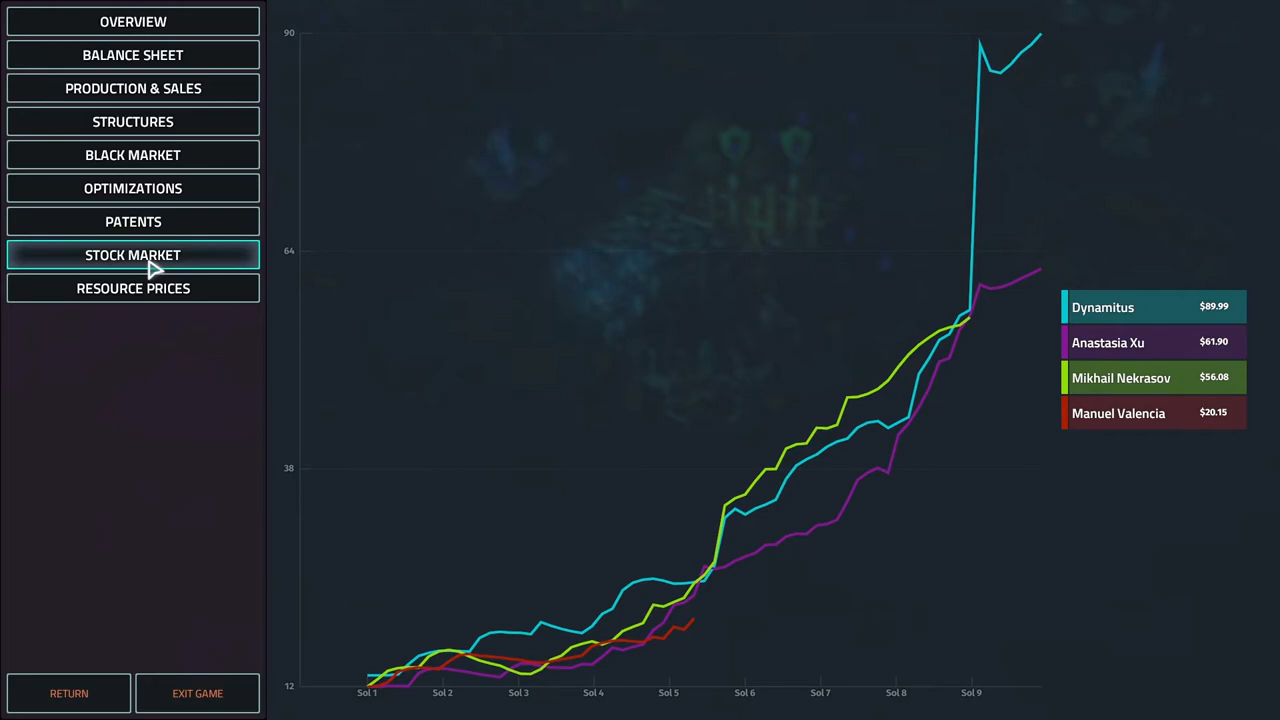 OVERVIEW
BALANCE SHEET
PRODUCTION & SALES
STRUCTURES
BLACK MARKET
OPTIMIZATIONS
PATENTS
STOCK MARKET
RESOURCE PRICES
RETURN
EXIT GAME
90
64
38
12
Sol 1 Sol 2 Sol 3 Sol 4 Sol 5 Sol 6 Sol 7 Sol 8 Sol 9
Dynamitus $89.99
Anastasia Xu $61.90
Mikhail Nekrasov $56.08
Manuel Valencia $20.15